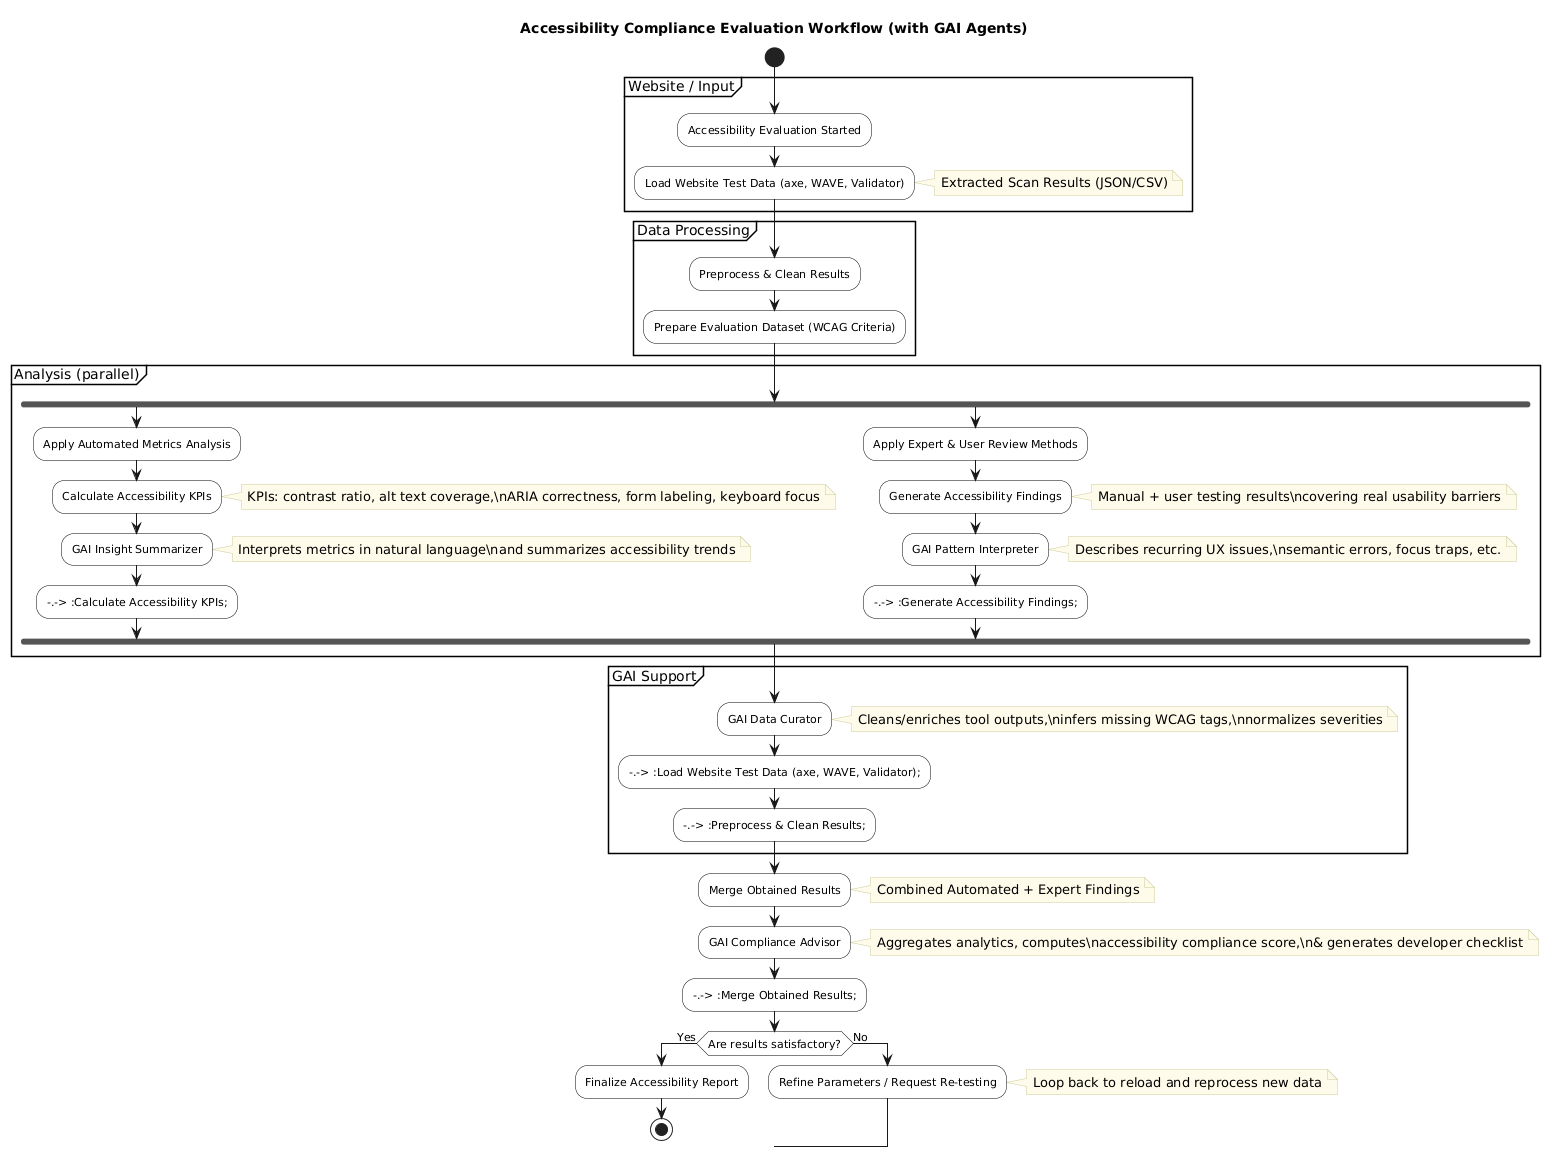 Accessibility Compliance Evaluation Workflow (with GAI Agents)
Website / Input
Accessibility Evaluation Started
Load Website Test Data (axe, WAVE, Validator)
Extracted Scan Results (JSON/CSV)
Data Processing
Preprocess & Clean Results
Prepare Evaluation Dataset (WCAG Criteria)
Analysis (parallel)
Apply Automated Metrics Analysis
Calculate Accessibility KPIs
KPIs: contrast ratio, alt text coverage,\nARIA correctness, form labeling, keyboard focus
GAI Insight Summarizer
Interprets metrics in natural language\nand summarizes accessibility trends
-.-> :Calculate Accessibility KPIs;
Apply Expert & User Review Methods
Generate Accessibility Findings
Manual + user testing results\ncovering real usability barriers
GAI Pattern Interpreter
Describes recurring UX issues,\nsemantic errors, focus traps, etc.
-.-> :Generate Accessibility Findings;
GAI Support
GAI Data Curator
Cleans/enriches tool outputs,\ninfers missing WCAG tags,\nnormalizes severities
-.-> :Load Website Test Data (axe, WAVE, Validator);
-.-> :Preprocess & Clean Results;
Merge Obtained Results
Combined Automated + Expert Findings
GAI Compliance Advisor
Aggregates analytics, computes\naccessibility compliance score,\n& generates developer checklist
-.-> :Merge Obtained Results;
Are results satisfactory?
Yes
No
Finalize Accessibility Report
Refine Parameters / Request Re-testing
Loop back to reload and reprocess new data